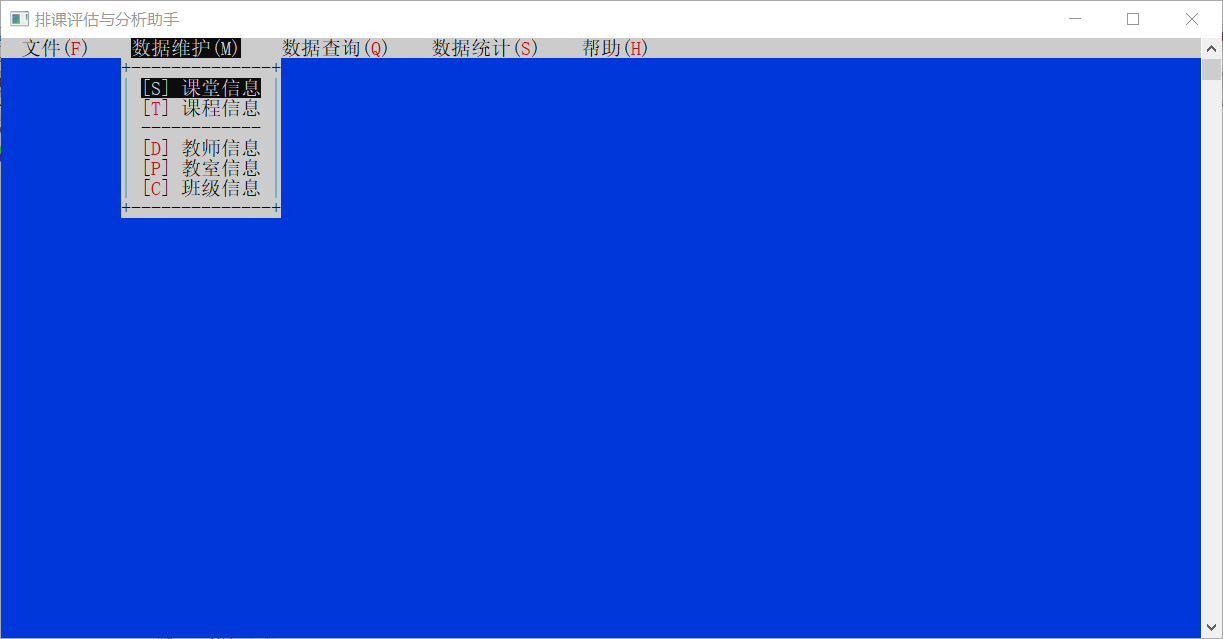 排课评估与分析助手
文件(F) 数据维护(M) 数据查询(Q) 数据统计(S) 帮助(H)
[S] 课堂信息
[T] 课程信息
[D] 教师信息
[P] 教室信息
[C] 班级信息